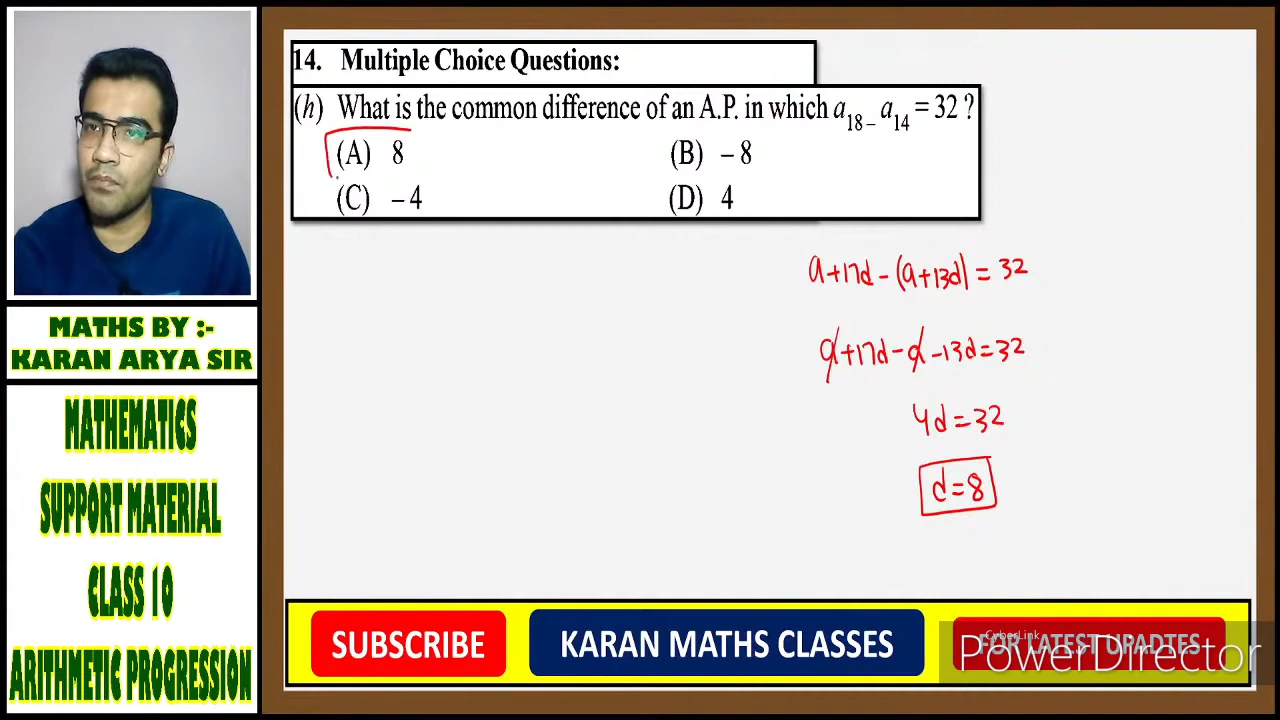 14. Multiple Choice Questions:
(h) What is the common difference of an A.P. in which a18 – a14 = 32 ?
(A) 8 (B) – 8
(C) – 4 (D) 4
a+17d - (a+13d) = 32
a+17d - a - 13d = 32
4d = 32
d = 8
MATHS BY :-
KARAN ARYA SIR
MATHEMATICS
SUPPORT MATERIAL
CLASS 10
ARITHMETIC PROGRESSION
SUBSCRIBE
KARAN MATHS CLASSES
FOR LATEST UPADTES
CyberLink
PowerDirector